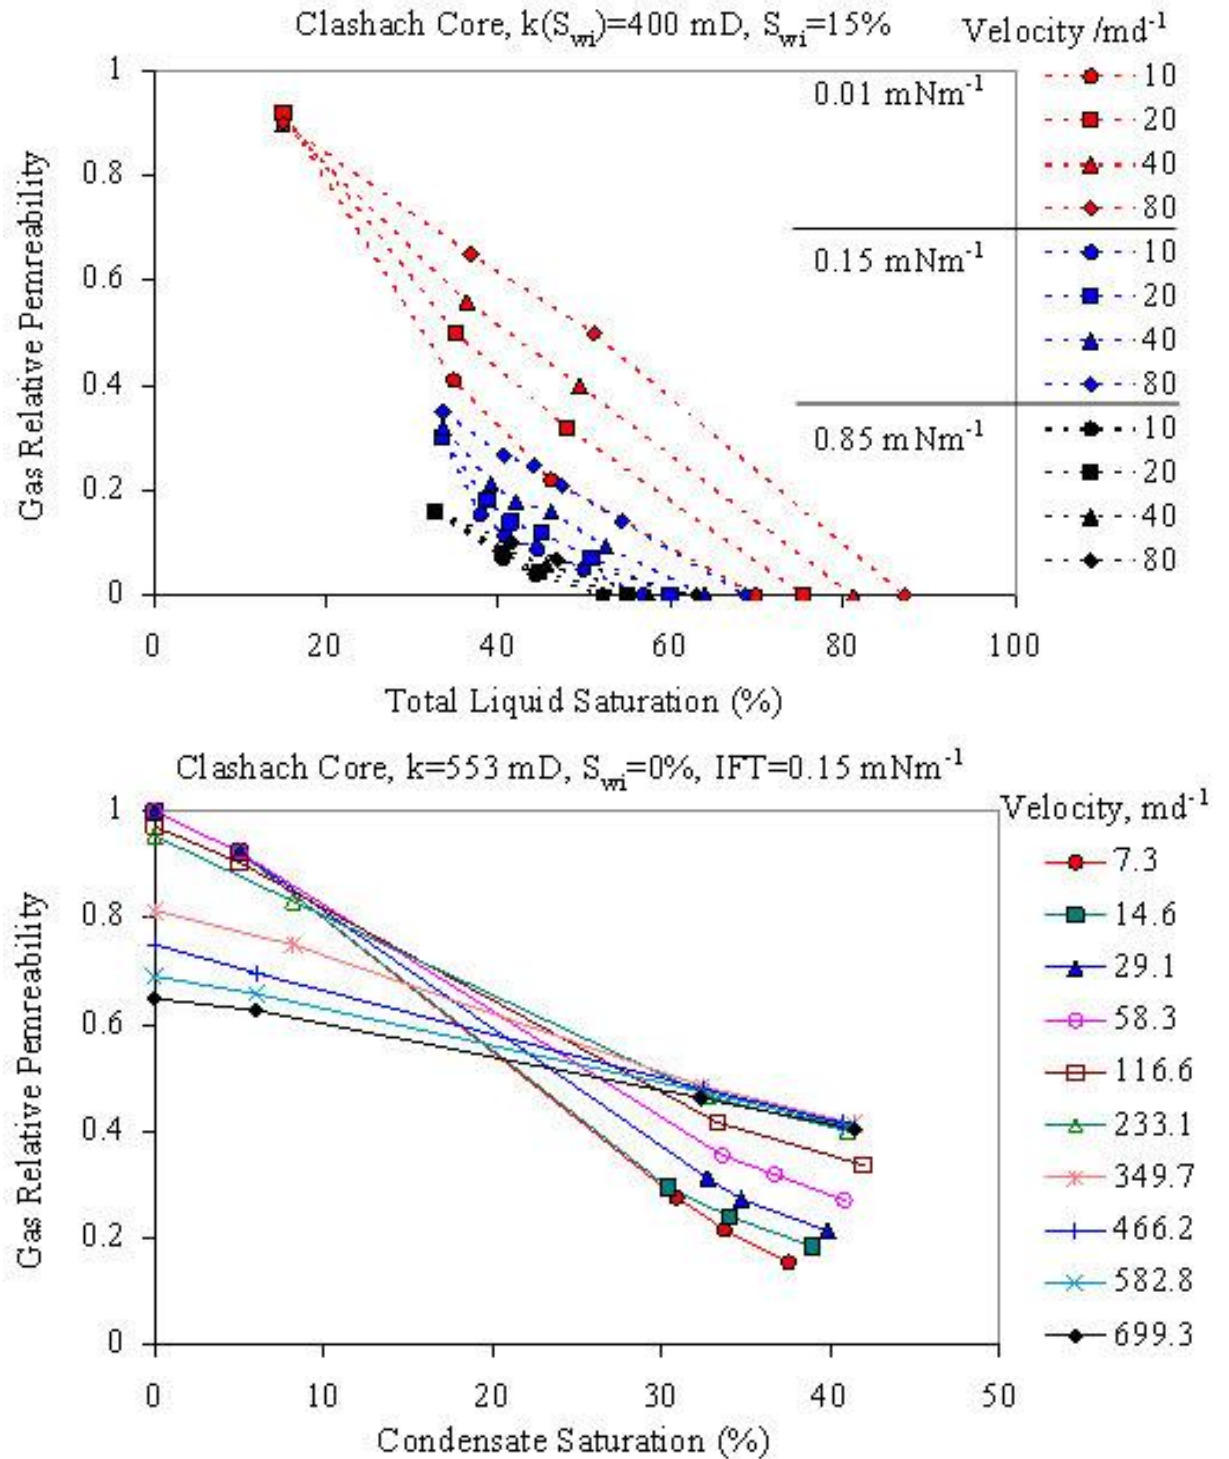 Clashach Core, k(Swi)=400 mD, Swi=15%
Velocity /md-1
Gas Relative Pemreability
1
0.8
0.6
0.4
0.2
0
0 20 40 60 80 100
Total Liquid Saturation (%)
0.01 mNm-1
10
20
40
80
0.15 mNm-1
10
20
40
80
0.85 mNm-1
10
20
40
80
Clashach Core, k=553 mD, Swi=0%, IFT=0.15 mNm-1
Velocity, md-1
Gas Relative Pemreability
1
0.8
0.6
0.4
0.2
0
0 10 20 30 40 50
Condensate Saturation (%)
7.3
14.6
29.1
58.3
116.6
233.1
349.7
466.2
582.8
699.3